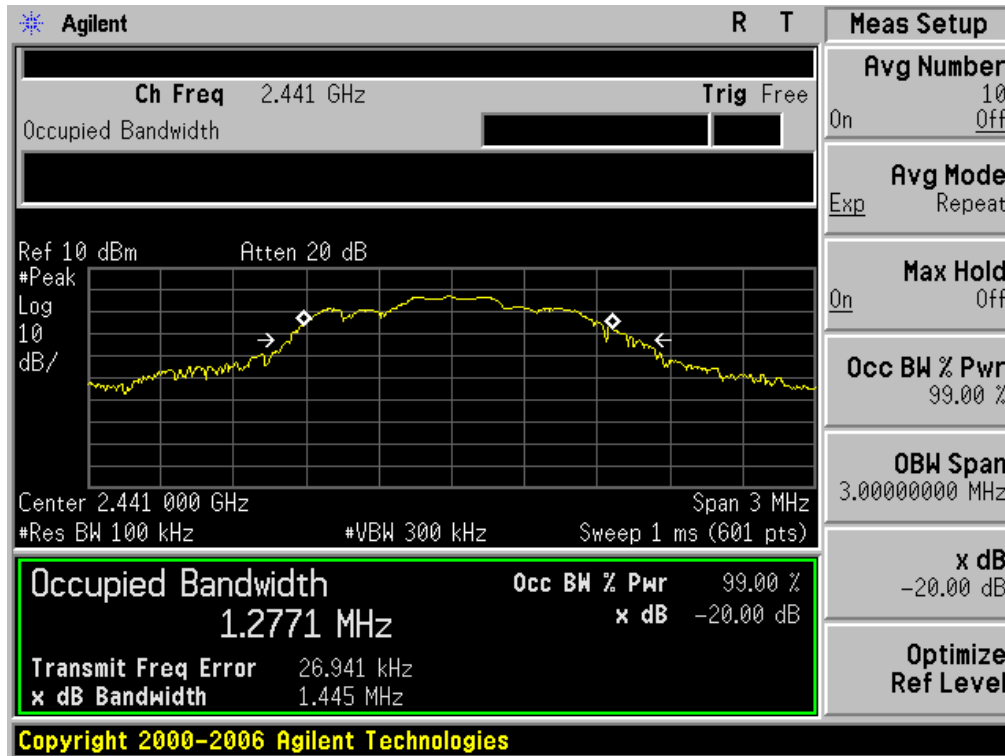 Agilent R T
Ch Freq 2.441 GHz Trig Free
Occupied Bandwidth
Ref 10 dBm Atten 20 dB
#Peak
Log
10
dB/
Center 2.441 000 GHz Span 3 MHz
#Res BW 100 kHz #VBW 300 kHz Sweep 1 ms (601 pts)
Occupied Bandwidth
1.2771 MHz
Occ BW % Pwr 99.00 %
x dB -20.00 dB
Transmit Freq Error 26.941 kHz
x dB Bandwidth 1.445 MHz
Copyright 2000-2006 Agilent Technologies
Meas Setup
Avg Number
10
On Off
Avg Mode
Exp Repeat
Max Hold
On Off
Occ BW % Pwr
99.00 %
OBW Span
3.00000000 MHz
x dB
-20.00 dB
Optimize
Ref Level